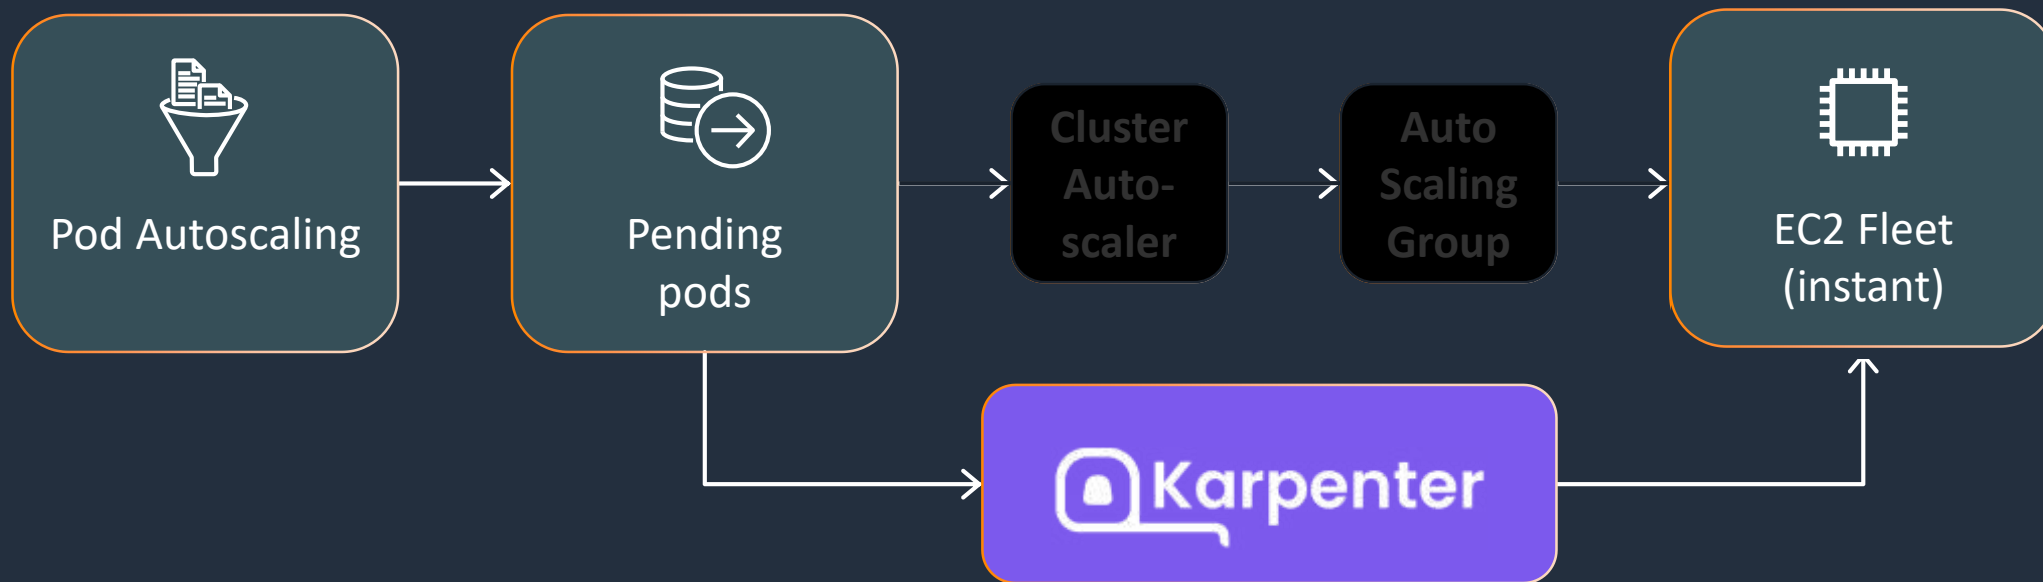 Pod Autoscaling
Pending
pods
Cluster
Auto-
scaler
Auto
Scaling
Group
EC2 Fleet
(instant)
Karpenter